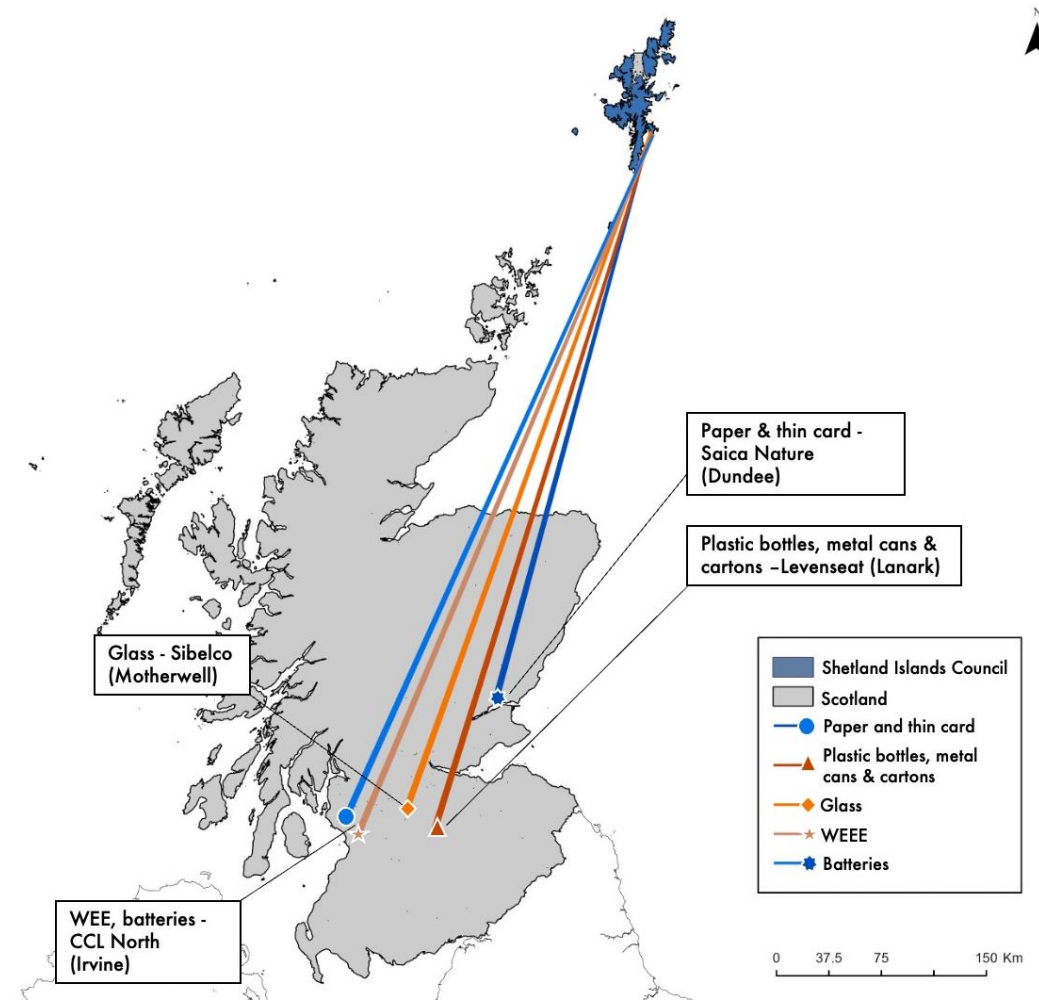 N
Paper & thin card -
Saica Nature
(Dundee)
Plastic bottles, metal cans &
cartons –Levenseat (Lanark)
Glass - Sibelco
(Motherwell)
WEE, batteries -
CCL North
(Irvine)
Shetland Islands Council
Scotland
Paper and thin card
Plastic bottles, metal
cans & cartons
Glass
WEEE
Batteries
0 37.5 75 150 Km